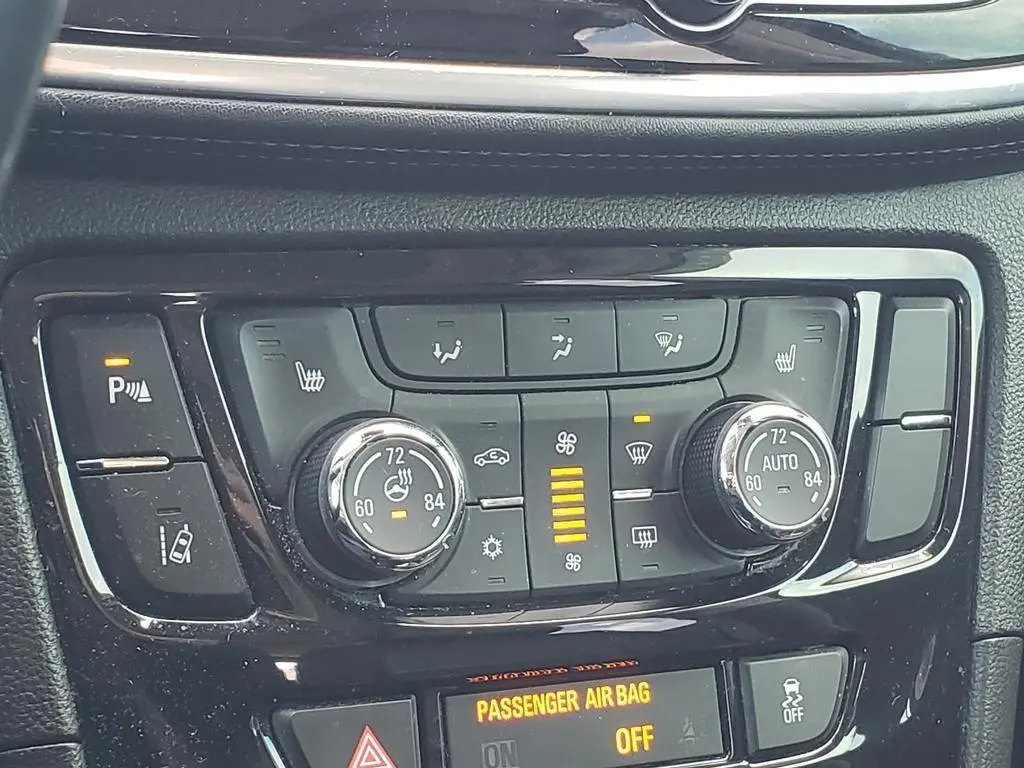 P
72
60
84
72
AUTO
60
84
PASSENGER AIR BAG
ON
OFF
OFF